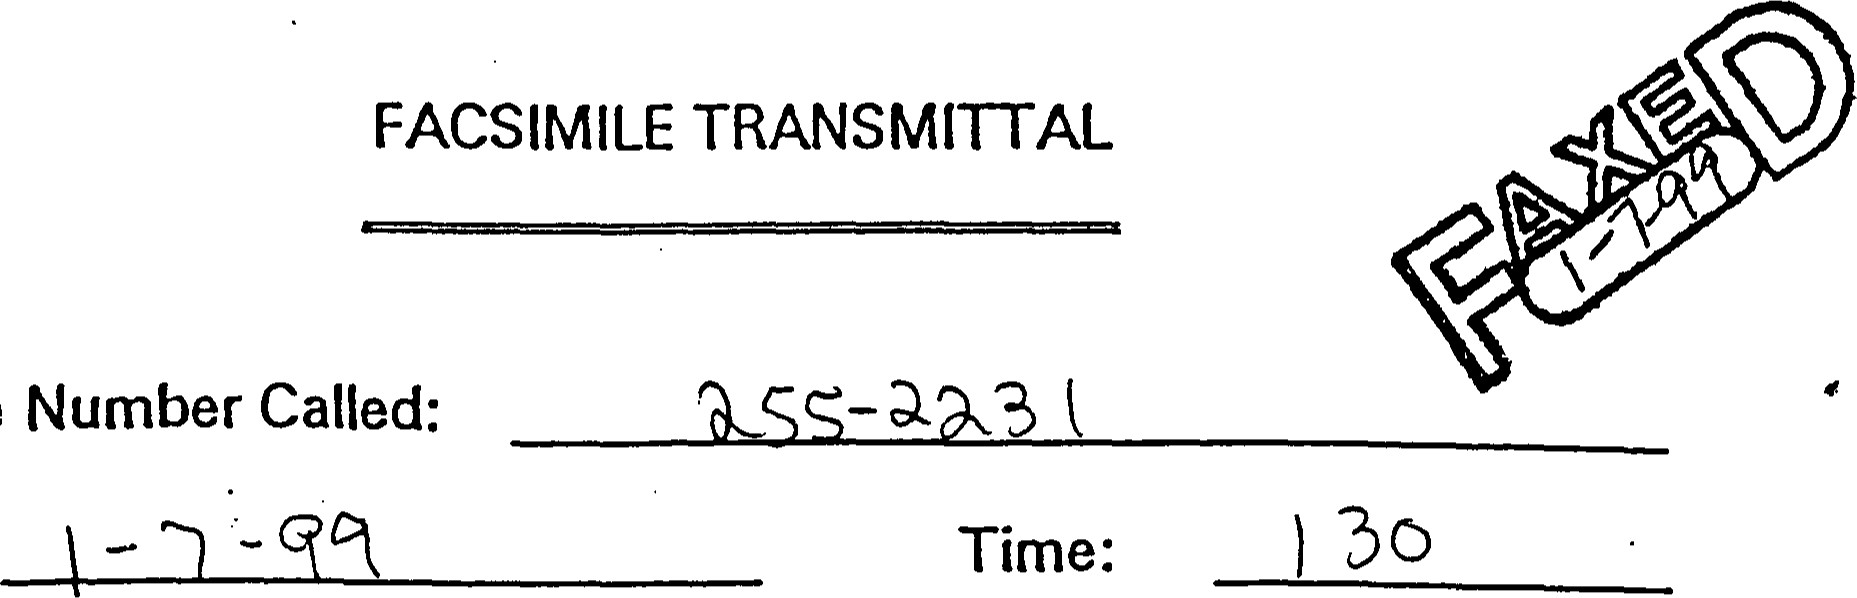 FACSIMILE TRANSMITTAL
FAXED
1-7-99
Number Called: 255-2231
1-7-99 Time: 130